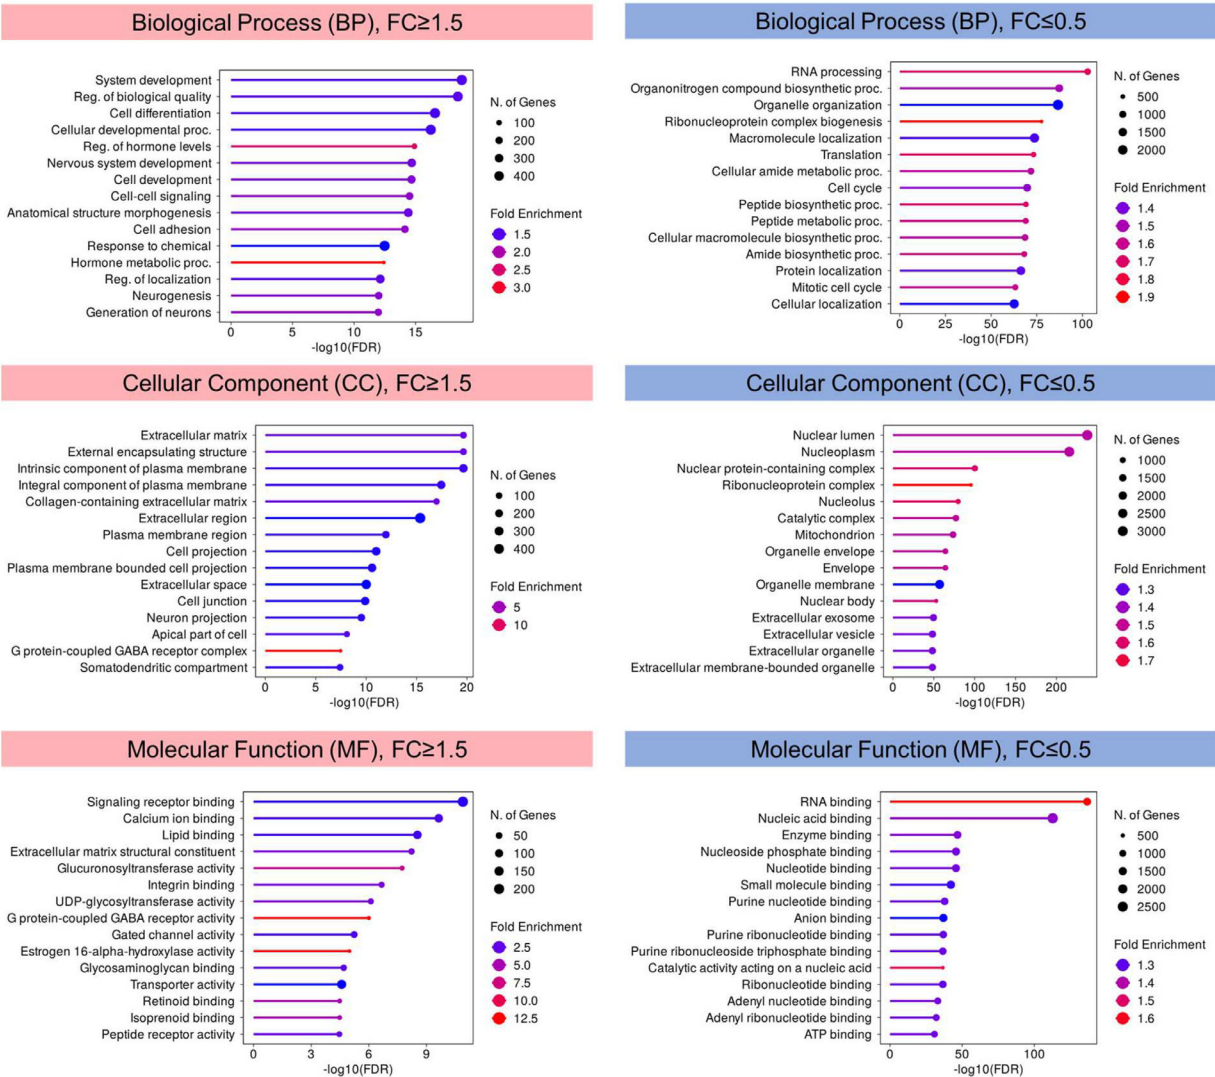 Biological Process (BP), FC≥1.5
System development
Reg. of biological quality
Cell differentiation
Cellular developmental proc.
Reg. of hormone levels
Nervous system development
Cell development
Cell-cell signaling
Anatomical structure morphogenesis
Cell adhesion
Response to chemical
Hormone metabolic proc.
Reg. of localization
Neurogenesis
Generation of neurons
0 5 10 15
-log10(FDR)
N. of Genes
100
200
300
400
Fold Enrichment
1.5
2.0
2.5
3.0
Biological Process (BP), FC≤0.5
RNA processing
Organonitrogen compound biosynthetic proc.
Organelle organization
Ribonucleoprotein complex biogenesis
Macromolecule localization
Translation
Cellular amide metabolic proc.
Cell cycle
Peptide biosynthetic proc.
Peptide metabolic proc.
Cellular macromolecule biosynthetic proc.
Amide biosynthetic proc.
Protein localization
Mitotic cell cycle
Cellular localization
0 25 50 75 100
-log10(FDR)
N. of Genes
500
1000
1500
2000
Fold Enrichment
1.4
1.5
1.6
1.7
1.8
1.9
Cellular Component (CC), FC≥1.5
Extracellular matrix
External encapsulating structure
Intrinsic component of plasma membrane
Integral component of plasma membrane
Collagen-containing extracellular matrix
Extracellular region
Plasma membrane region
Cell projection
Plasma membrane bounded cell projection
Extracellular space
Cell junction
Neuron projection
Apical part of cell
G protein-coupled GABA receptor complex
Somatodendritic compartment
0 5 10 15 20
-log10(FDR)
N. of Genes
100
200
300
400
Fold Enrichment
5
10
Cellular Component (CC), FC≤0.5
Nuclear lumen
Nucleoplasm
Nuclear protein-containing complex
Ribonucleoprotein complex
Nucleolus
Catalytic complex
Mitochondrion
Organelle envelope
Envelope
Organelle membrane
Nuclear body
Extracellular exosome
Extracellular vesicle
Extracellular organelle
Extracellular membrane-bounded organelle
0 50 100 150 200
-log10(FDR)
N. of Genes
1000
1500
2000
2500
3000
Fold Enrichment
1.3
1.4
1.5
1.6
1.7
Molecular Function (MF), FC≥1.5
Signaling receptor binding
Calcium ion binding
Lipid binding
Extracellular matrix structural constituent
Glucuronosyltransferase activity
Integrin binding
UDP-glycosyltransferase activity
G protein-coupled GABA receptor activity
Gated channel activity
Estrogen 16-alpha-hydroxylase activity
Glycosaminoglycan binding
Transporter activity
Retinoid binding
Isoprenoid binding
Peptide receptor activity
0 3 6 9
-log10(FDR)
N. of Genes
50
100
150
200
Fold Enrichment
2.5
5.0
7.5
10.0
12.5
Molecular Function (MF), FC≤0.5
RNA binding
Nucleic acid binding
Enzyme binding
Nucleoside phosphate binding
Nucleotide binding
Small molecule binding
Purine nucleotide binding
Anion binding
Purine ribonucleotide binding
Purine ribonucleoside triphosphate binding
Catalytic activity acting on a nucleic acid
Ribonucleotide binding
Adenyl nucleotide binding
Adenyl ribonucleotide binding
ATP binding
0 50 100
-log10(FDR)
N. of Genes
500
1000
1500
2000
2500
Fold Enrichment
1.3
1.4
1.5
1.6